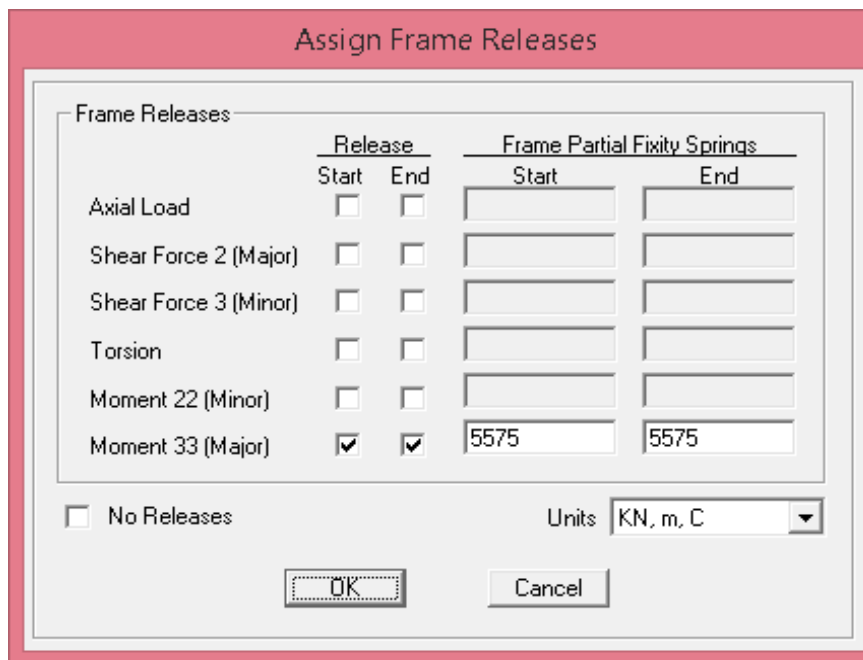 Assign Frame Releases
Frame Releases
Release Frame Partial Fixity Springs
Start End Start End
Axial Load
Shear Force 2 (Major)
Shear Force 3 (Minor)
Torsion
Moment 22 (Minor)
Moment 33 (Major) 5575 5575
No Releases Units KN, m, C
OK Cancel